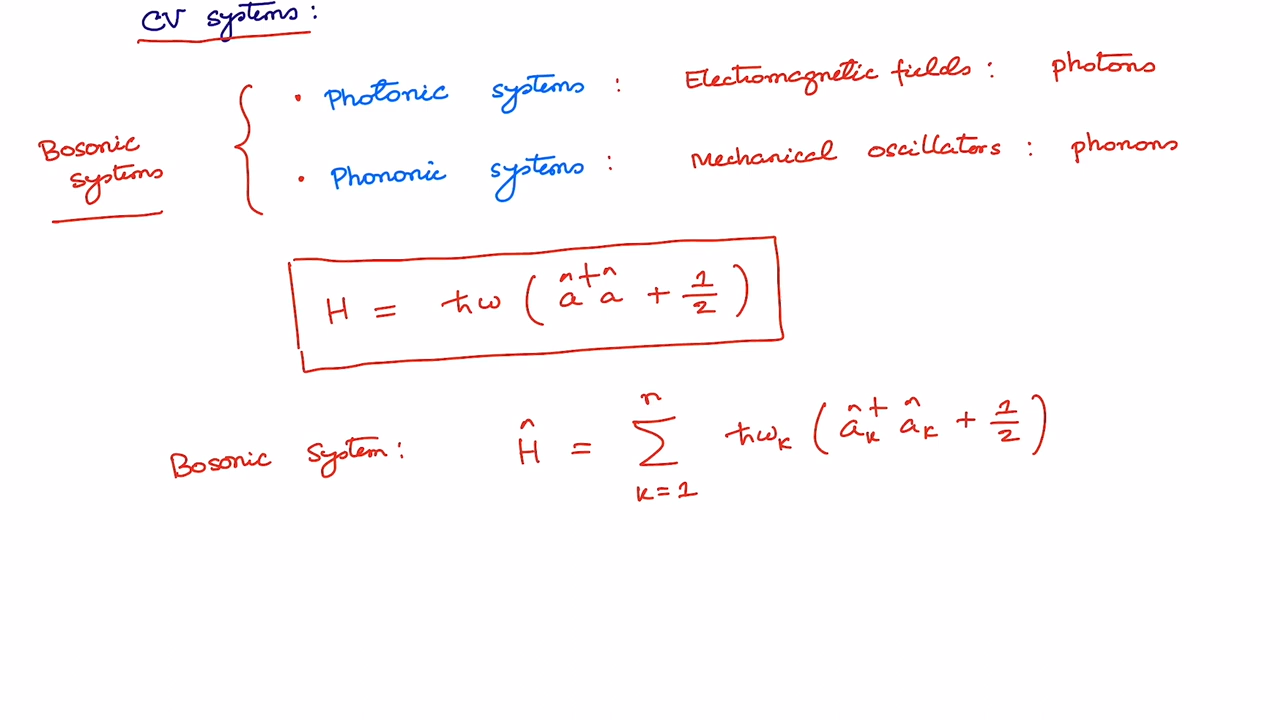 CV systems:
• Photonic systems : Electromagnetic fields : photons
Bosonic systems
• Phononic systems : Mechanical oscillators : phonons
H = ħω ( â†â + 1/2 )
Bosonic System : Ĥ = ∑_{k=1}^{n} ħω_k ( â_k† â_k + 1/2 )